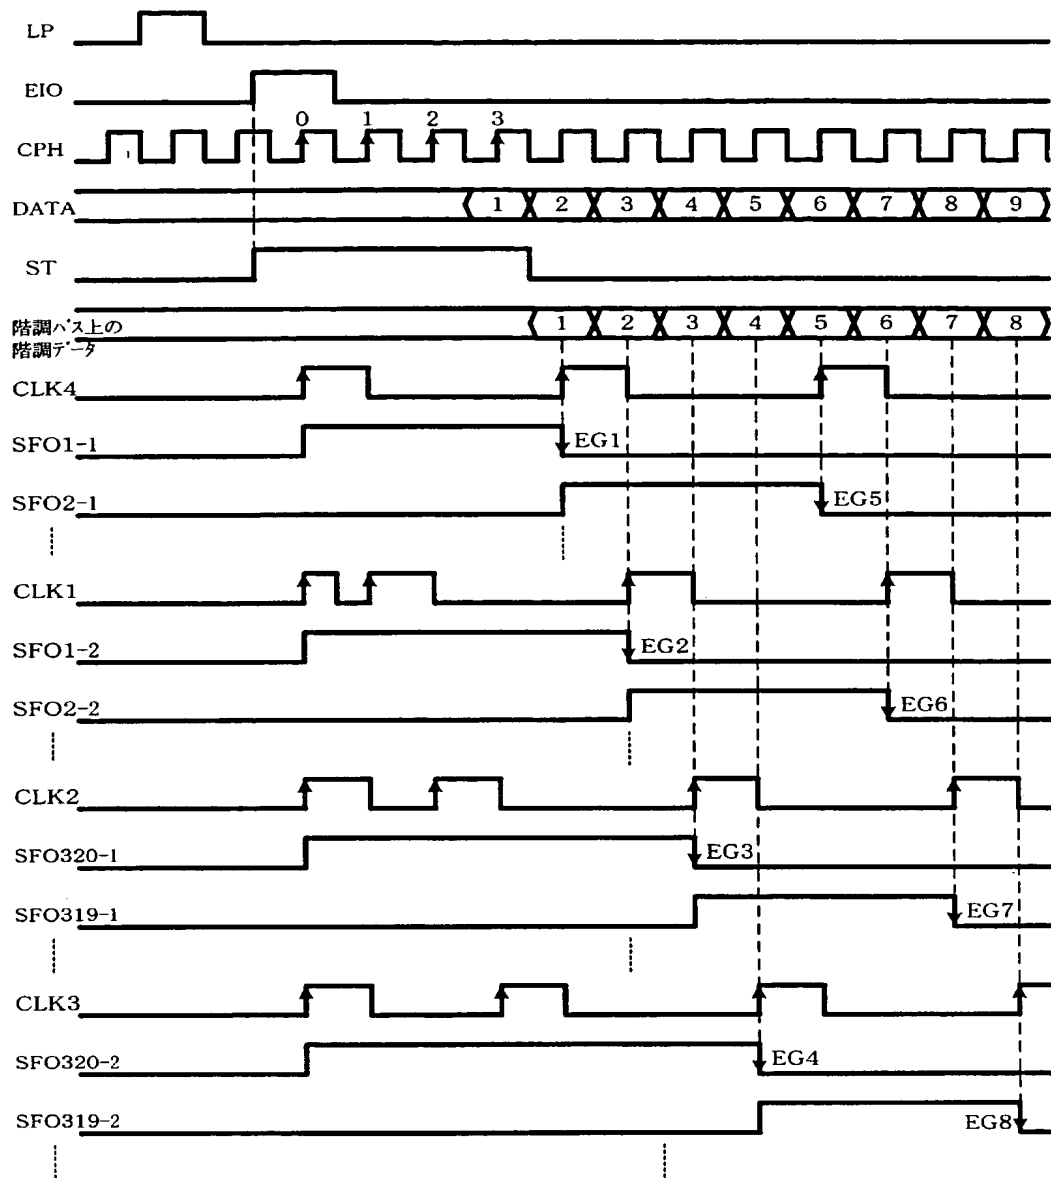 LP
EIO
0 1 2 3
CPH
DATA
1 2 3 4 5 6 7 8 9
ST
階調バス上の
階調データ
1 2 3 4 5 6 7 8
CLK4
SFO1-1
EG1
SFO2-1
EG5
CLK1
SFO1-2
EG2
SFO2-2
EG6
CLK2
SFO320-1
EG3
SFO319-1
EG7
CLK3
SFO320-2
EG4
SFO319-2
EG8